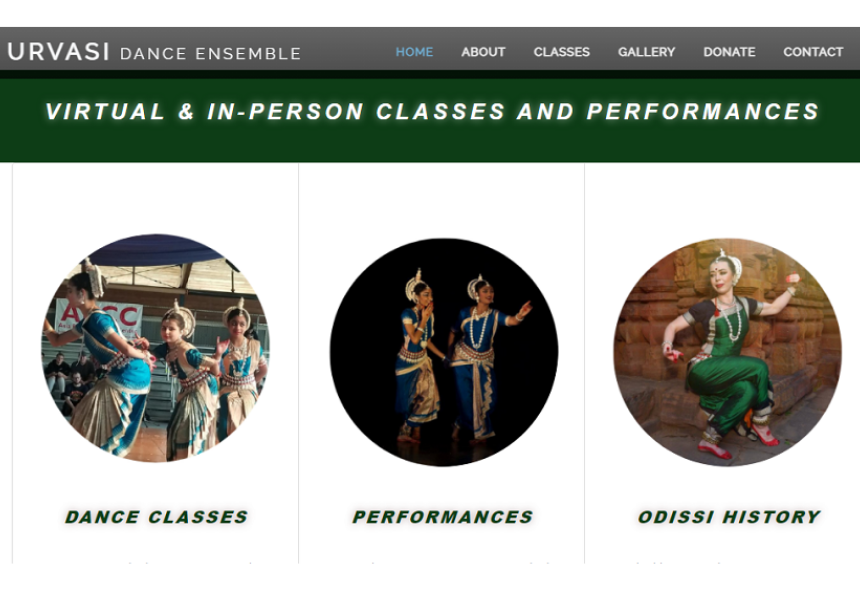 URVASI DANCE ENSEMBLE
HOME ABOUT CLASSES GALLERY DONATE CONTACT
VIRTUAL & IN-PERSON CLASSES AND PERFORMANCES
DANCE CLASSES
PERFORMANCES
ODISSI HISTORY